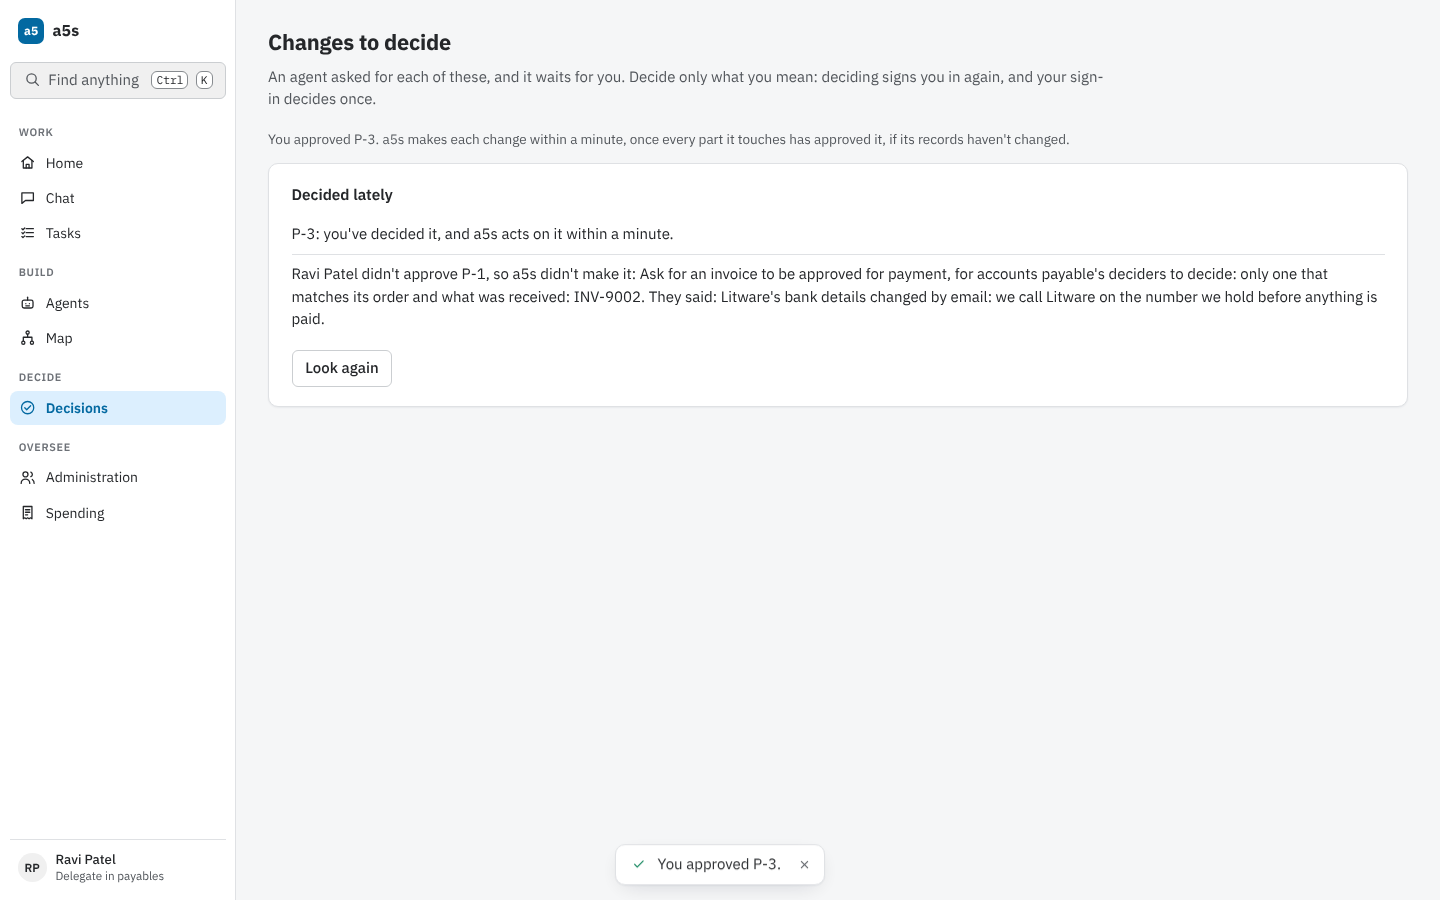 a5 a5s
Find anything Ctrl K
WORK
Home
Chat
Tasks
BUILD
Agents
Map
DECIDE
Decisions
OVERSEE
Administration
Spending
RP Ravi Patel
Delegate in payables
Changes to decide
An agent asked for each of these, and it waits for you. Decide only what you mean: deciding signs you in again, and your sign-
in decides once.
You approved P-3. a5s makes each change within a minute, once every part it touches has approved it, if its records haven't changed.
Decided lately
P-3: you've decided it, and a5s acts on it within a minute.
Ravi Patel didn't approve P-1, so a5s didn't make it: Ask for an invoice to be approved for payment, for accounts payable's deciders to decide: only one that
matches its order and what was received: INV-9002. They said: Litware's bank details changed by email: we call Litware on the number we hold before anything is
paid.
Look again
You approved P-3.